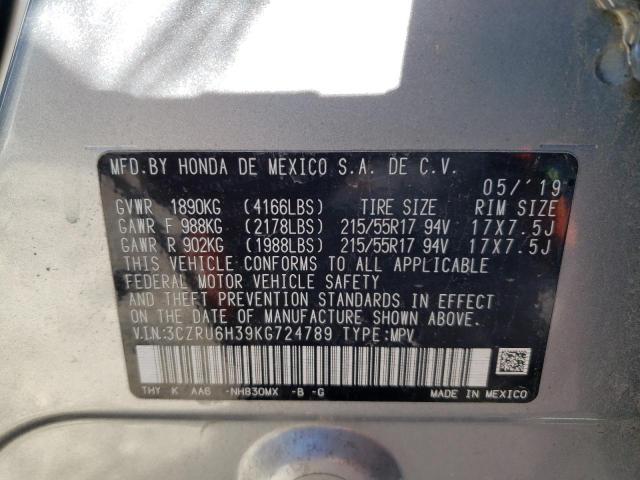 MFD.BY HONDA DE MEXICO S.A. DE C.V.
05/'19
GVWR 1890KG (4166LBS) TIRE SIZE RIM SIZE
GAWR F 988KG (2178LBS) 215/55R17 94V 17X7.5J
GAWR R 902KG (1988LBS) 215/55R17 94V 17X7.5J
THIS VEHICLE CONFORMS TO ALL APPLICABLE
FEDERAL MOTOR VEHICLE SAFETY
AND THEFT PREVENTION STANDARDS IN EFFECT
ON THE DATE OF MANUFACTURE SHOWN ABOVE.
V.I.N:3CZRU6H39KG724789 TYPE:MPV
THY K AA6 -NH830MX -B -G
MADE IN MEXICO